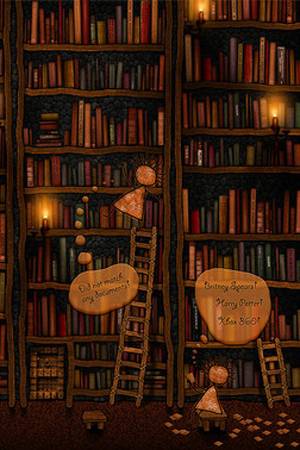 Did not match
any documents!
Britney Spears!
Harry Potter!
Xbox 360!